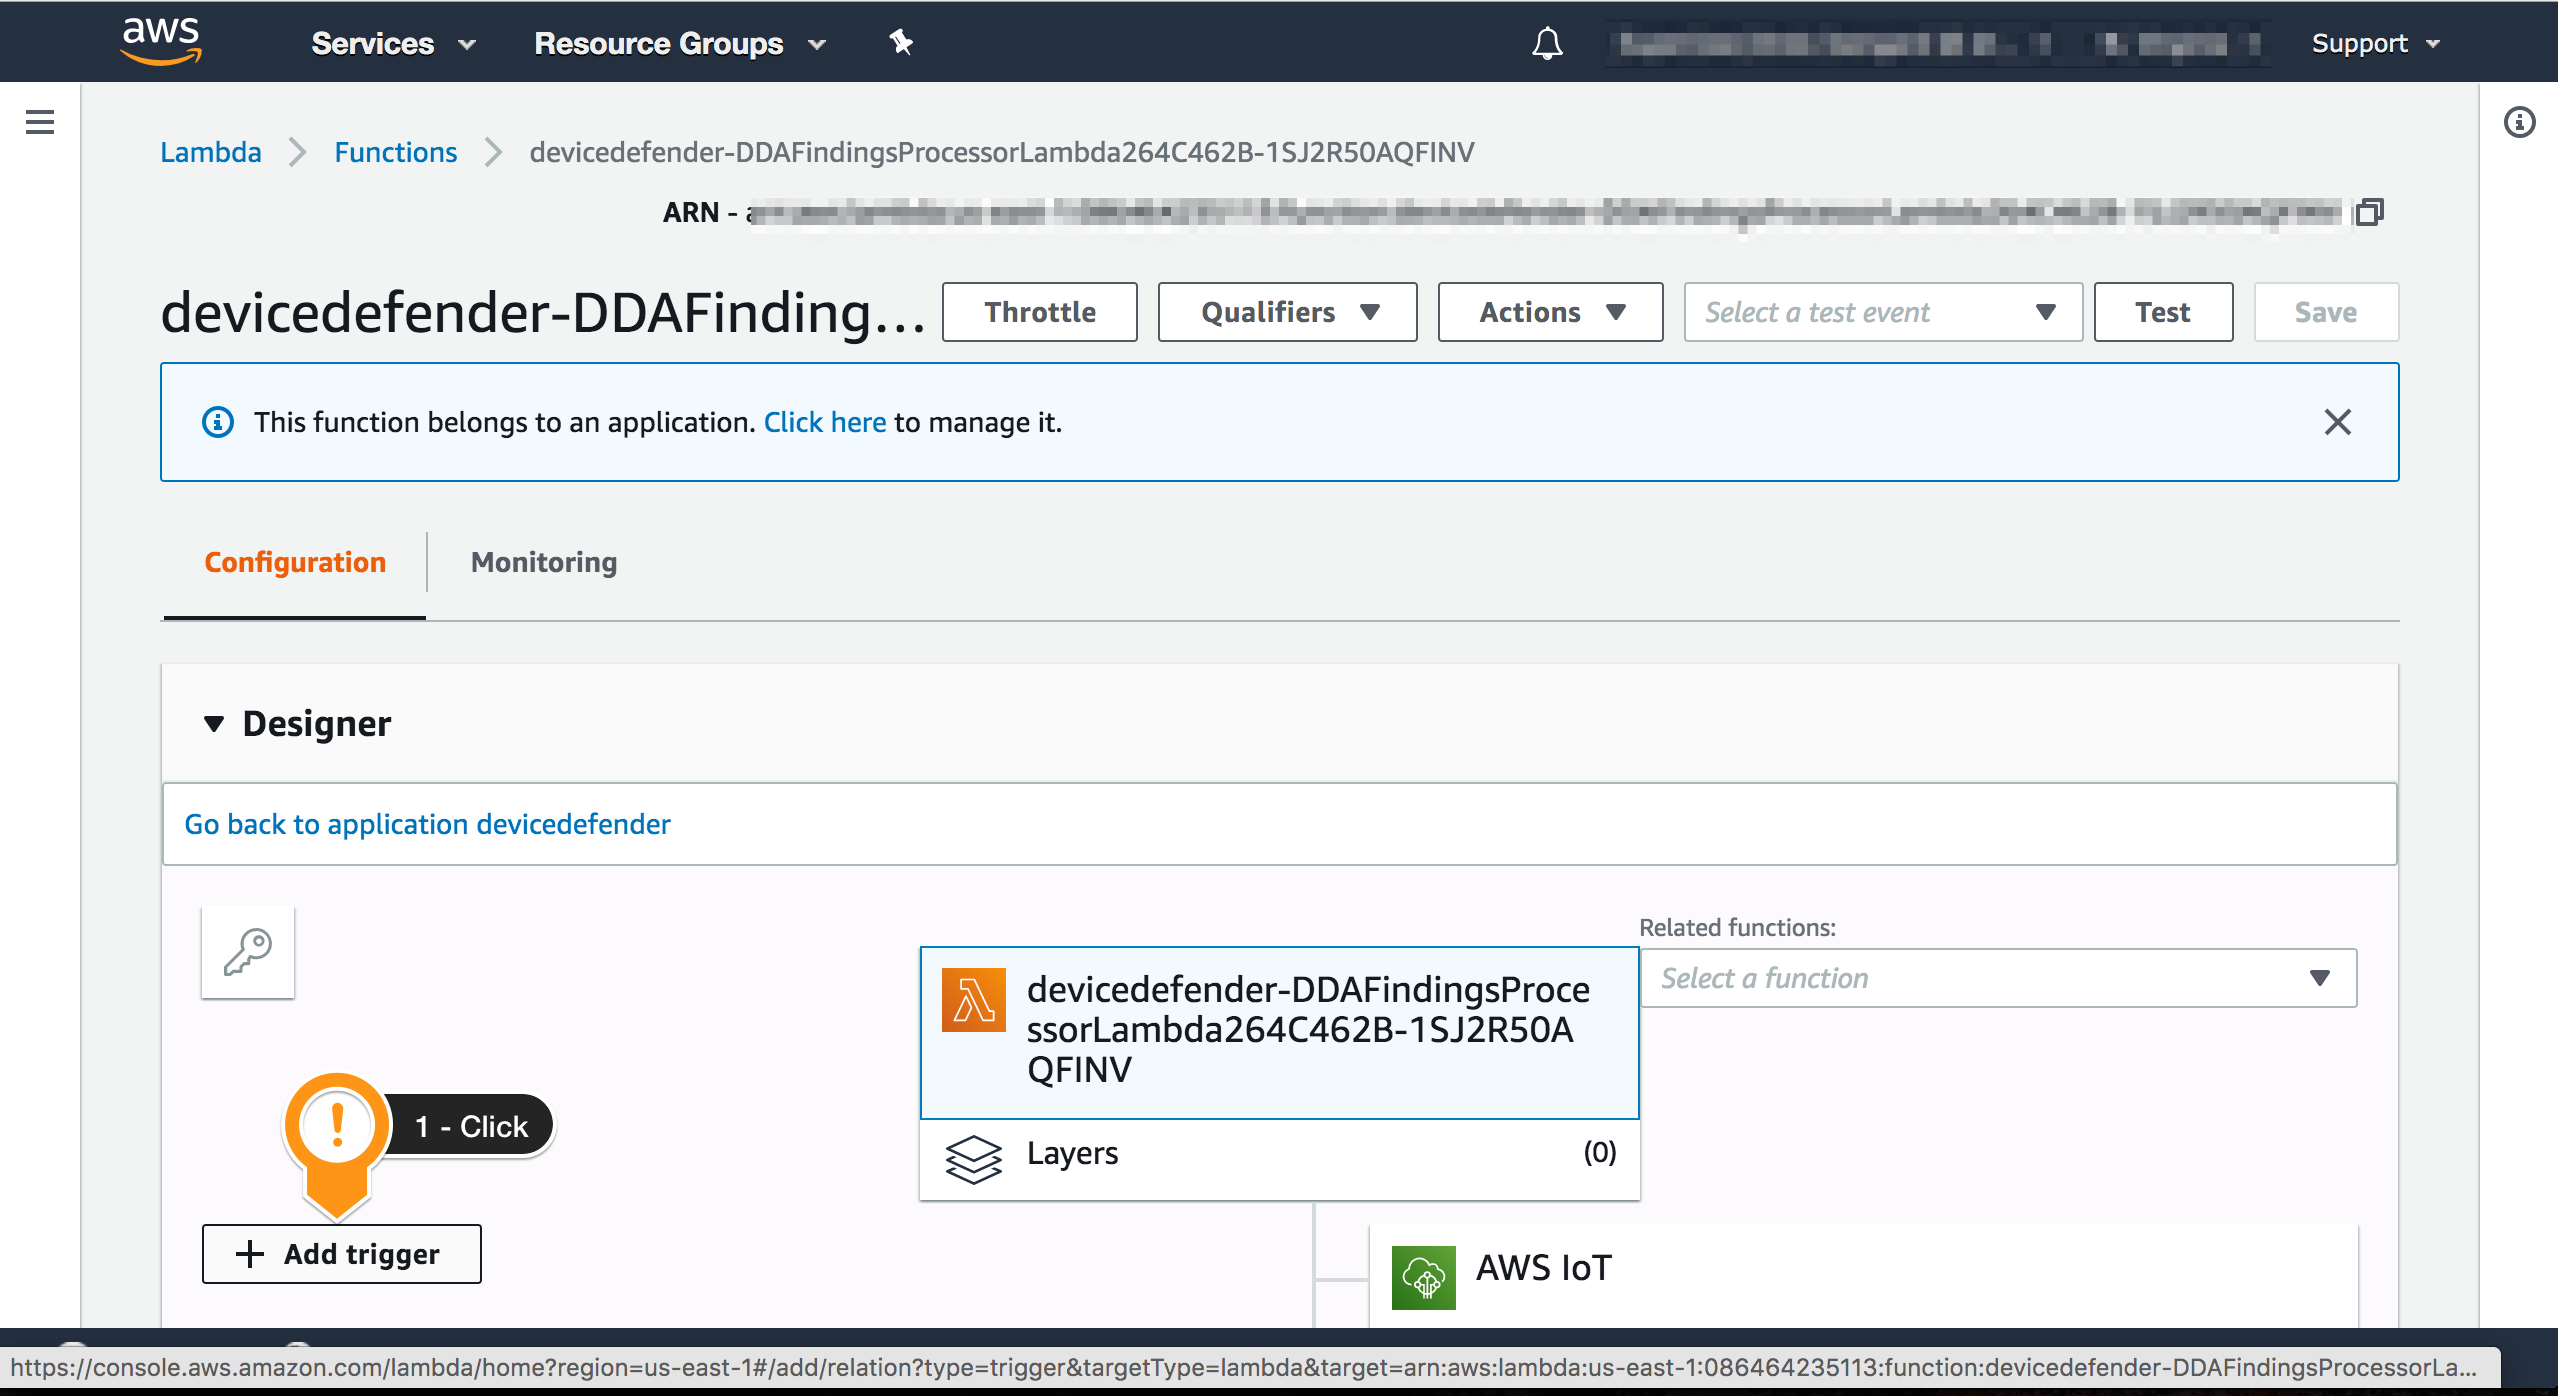 aws
Services
Resource Groups
Support
Lambda
Functions
devicedefender-DDAFindingsProcessorLambda264C462B-1SJ2R50AQFINV
ARN -
devicedefender-DDAFinding...
Throttle
Qualifiers
Actions
Select a test event
Test
Save
This function belongs to an application. Click here to manage it.
Configuration
Monitoring
Designer
Go back to application devicedefender
Related functions:
Select a function
devicedefender-DDAFindingsProce
ssorLambda264C462B-1SJ2R50A
QFINV
1 - Click
Layers
(0)
Add trigger
AWS IoT
https://console.aws.amazon.com/lambda/home?region=us-east-1#/add/relation?type=trigger&targetType=lambda&target=arn:aws:lambda:us-east-1:086464235113:function:devicedefender-DDAFindingsProcessorLa...